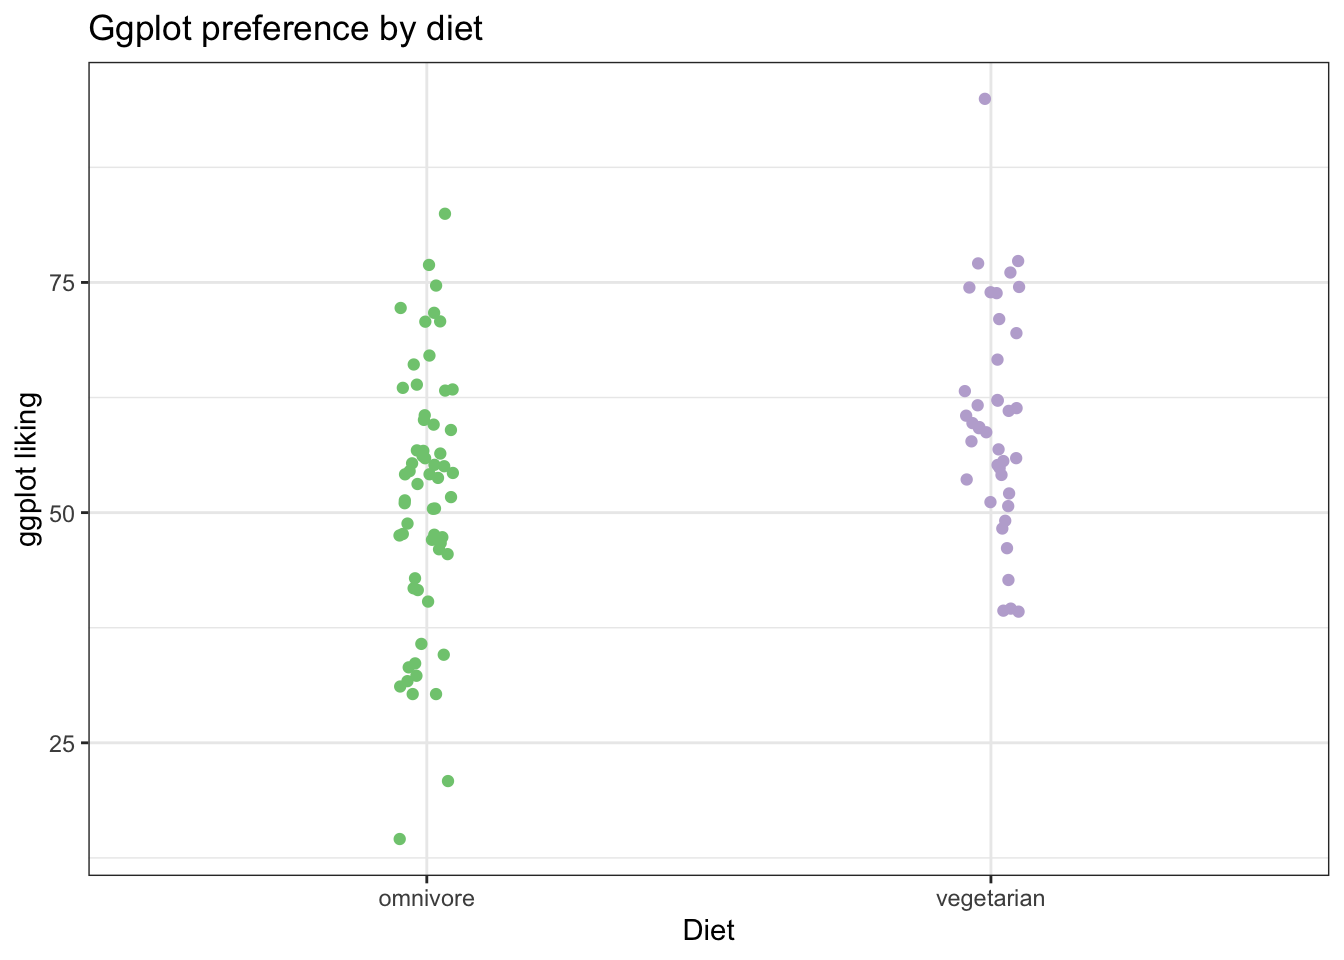 Ggplot preference by diet
ggplot liking
75
50
25
omnivore
vegetarian
Diet